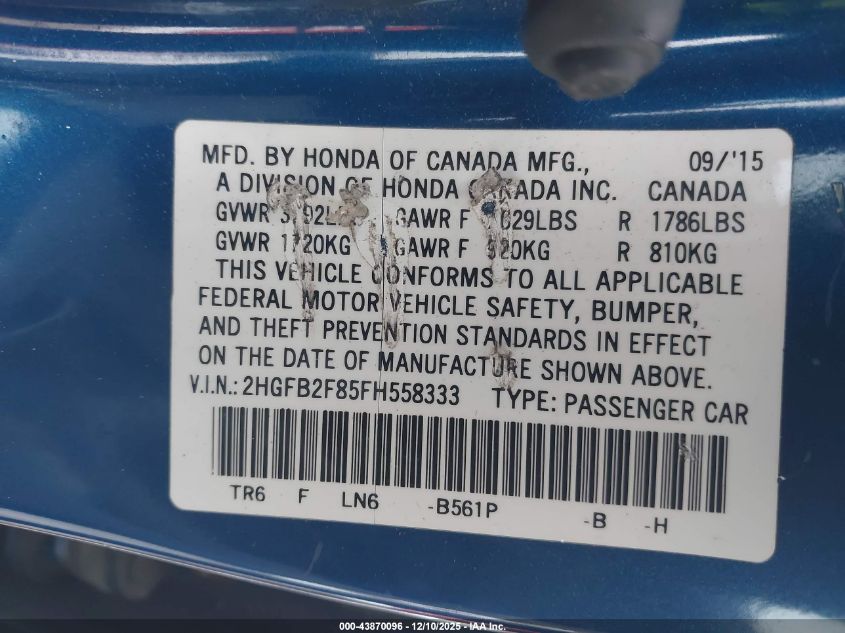 MFD. BY HONDA OF CANADA MFG., 09/'15
A DIVISION OF HONDA CANADA INC. CANADA
GVWR GAWR F R 1786LBS
GVWR 1720KG GAWR F 920KG R 810KG
THIS VEHICLE CONFORMS TO ALL APPLICABLE
FEDERAL MOTOR VEHICLE SAFETY, BUMPER,
AND THEFT PREVENTION STANDARDS IN EFFECT
ON THE DATE OF MANUFACTURE SHOWN ABOVE.
V.I.N.: 2HGFB2F85FH558333 TYPE: PASSENGER CAR
TR6 F LN6 -B561P -B -H
000-43870096 - 12/10/2025 - IAA Inc.